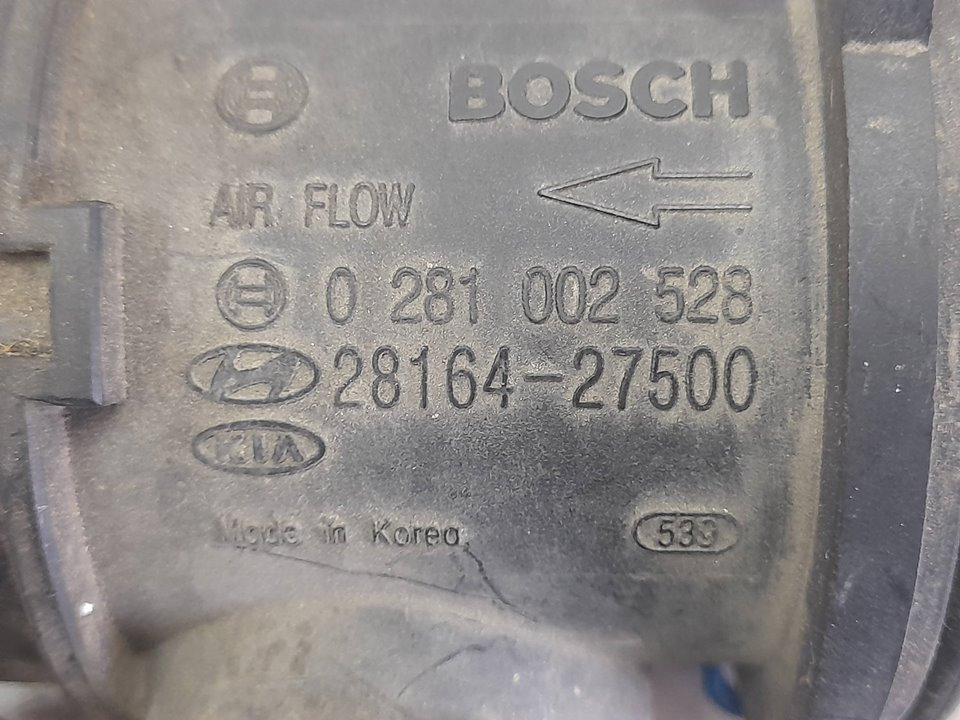 BOSCH
AIR FLOW
0 281 002 528
28164-27500
KIA
Made in Korea
533